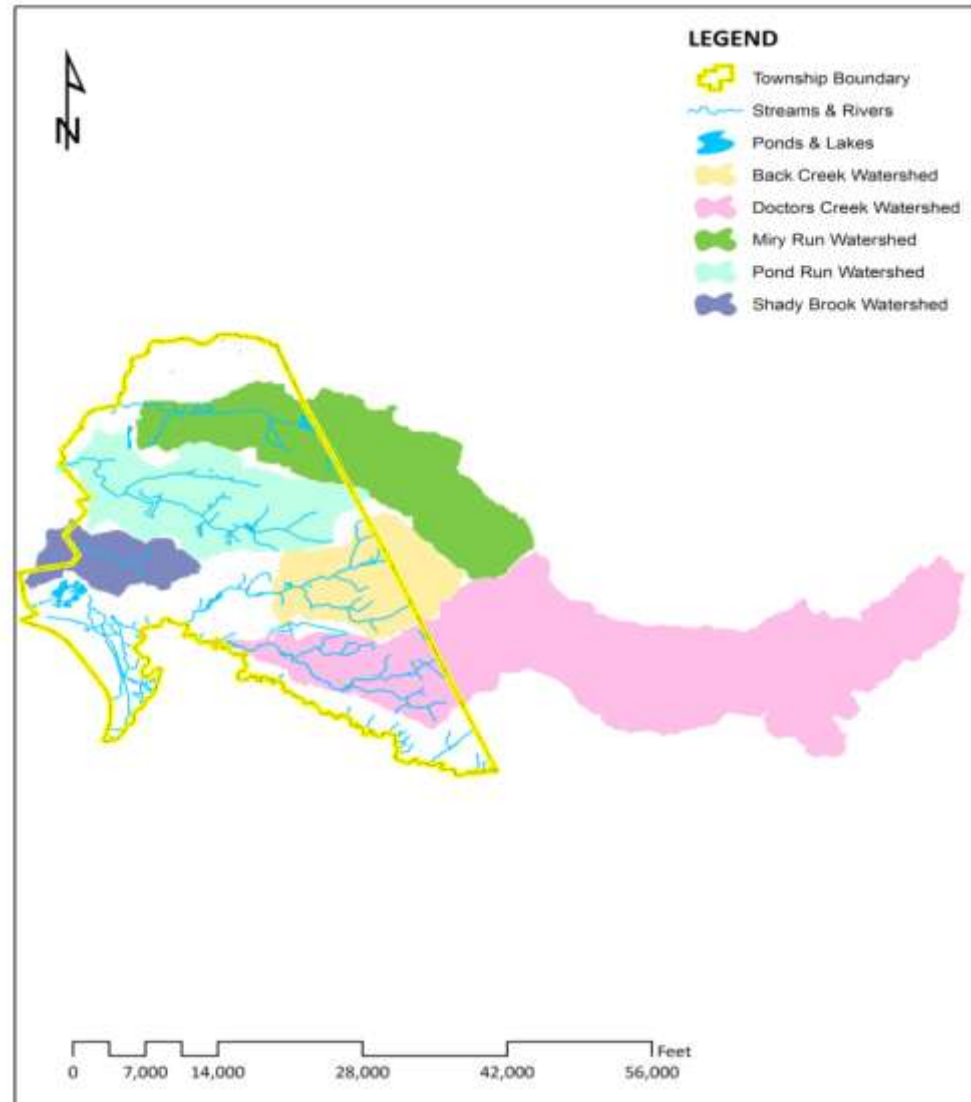 LEGEND
Township Boundary
Streams & Rivers
Ponds & Lakes
Back Creek Watershed
Doctors Creek Watershed
Miry Run Watershed
Pond Run Watershed
Shady Brook Watershed
N
Feet
0 7,000 14,000 28,000 42,000 56,000